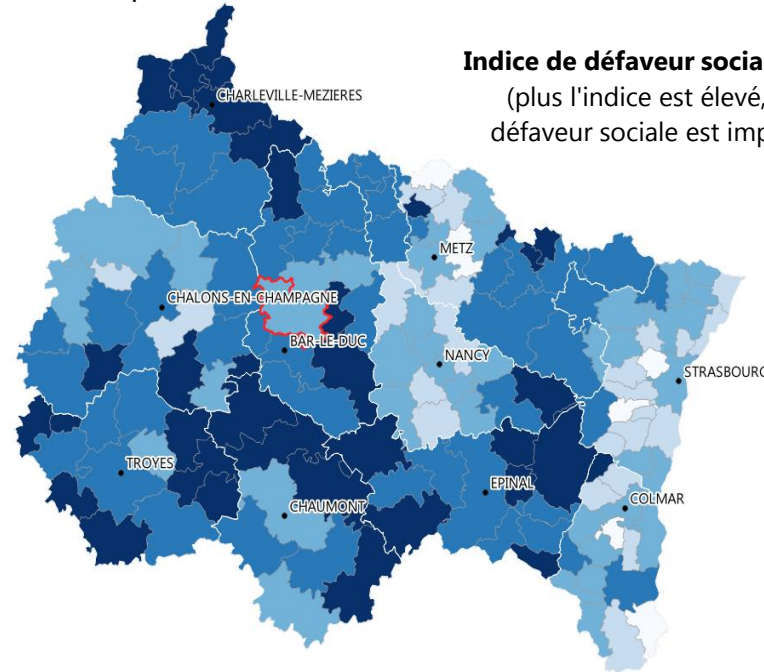 Indice de défaveur socia
(plus l'indice est élevé,
défaveur sociale est imp
CHARLEVILLE-MEZIERES
METZ
CHALONS-EN-CHAMPAGNE
BAR-LE-DUC
NANCY
STRASBOURG
TROYES
EPINAL
CHAUMONT
COLMAR